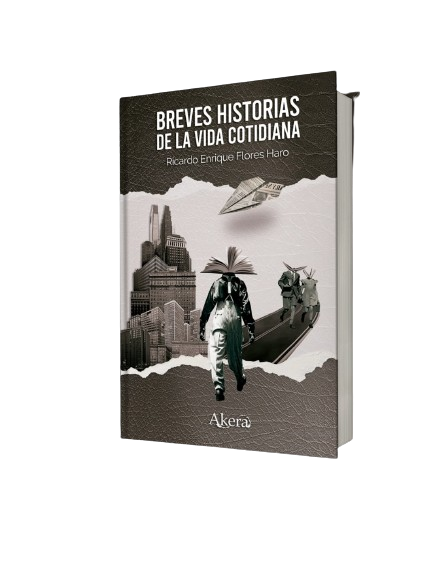 BREVES HISTORIAS
DE LA VIDA COTIDIANA
Ricardo Enrique Flores Haro
Akera